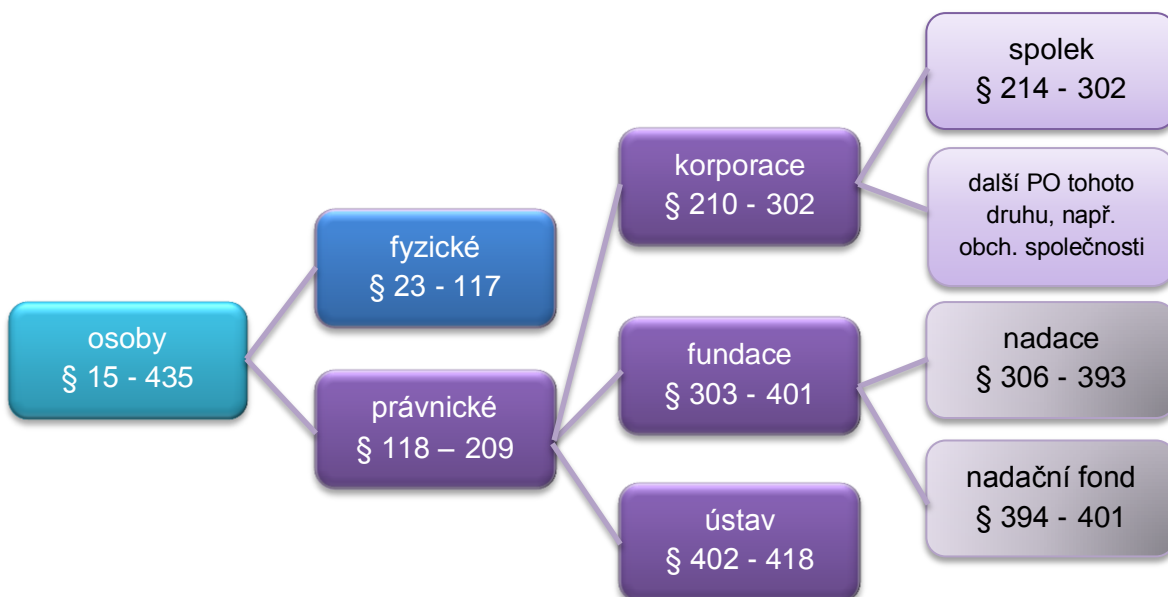 osoby
§ 15 - 435
fyzické
§ 23 - 117
právnické
§ 118 – 209
korporace
§ 210 - 302
fundace
§ 303 - 401
ústav
§ 402 - 418
spolek
§ 214 - 302
další PO tohoto
druhu, např.
obch. společnosti
nadace
§ 306 - 393
nadační fond
§ 394 - 401